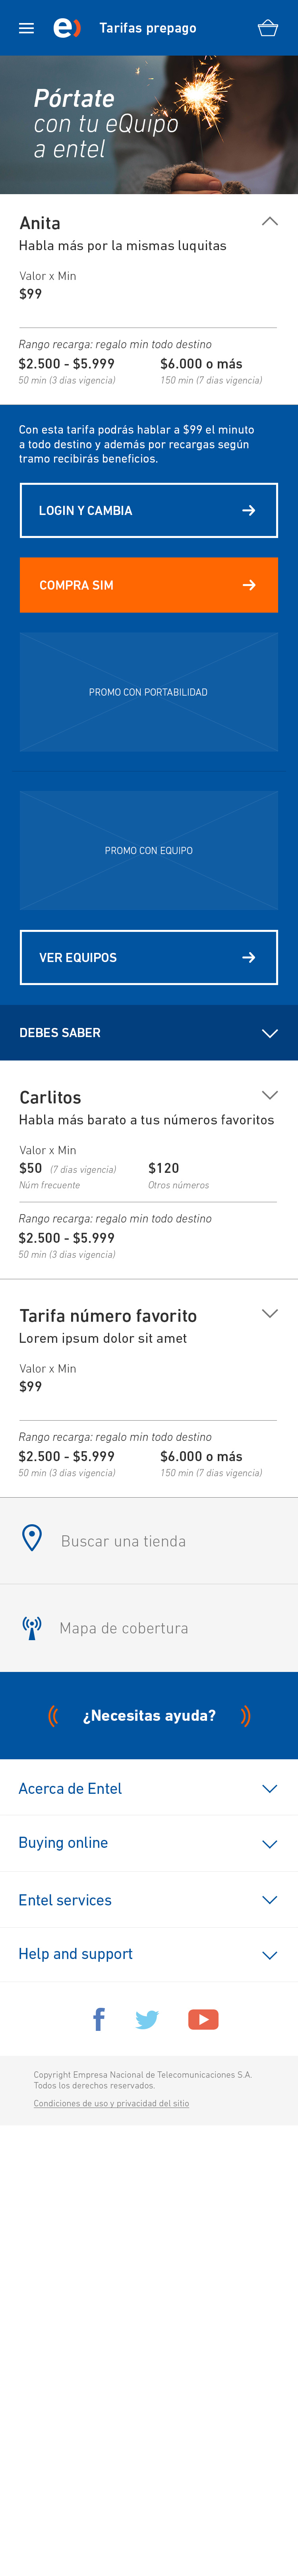 e)
Tarifas prepago
Pórtate
con tu eQuipo
a entel
Anita
Habla más por la mismas luquitas
Valor x Min
$99
Rango recarga: regalo min todo destino
$2.500 - $5.999 $6.000 o más
50 min (3 dias vigencia) 150 min (7 dias vigencia)
Con esta tarifa podrás hablar a $99 el minuto
a todo destino y además por recargas según
tramo recibirás beneficios.
LOGIN Y CAMBIA
COMPRA SIM
PROMO CON PORTABILIDAD
PROMO CON EQUIPO
VER EQUIPOS
DEBES SABER
Carlitos
Habla más barato a tus números favoritos
Valor x Min
$50 (7 dias vigencia) $120
Núm frecuente Otros números
Rango recarga: regalo min todo destino
$2.500 - $5.999
50 min (3 dias vigencia)
Tarifa número favorito
Lorem ipsum dolor sit amet
Valor x Min
$99
Rango recarga: regalo min todo destino
$2.500 - $5.999 $6.000 o más
50 min (3 dias vigencia) 150 min (7 dias vigencia)
Buscar una tienda
Mapa de cobertura
¿Necesitas ayuda?
Acerca de Entel
Buying online
Entel services
Help and support
Copyright Empresa Nacional de Telecomunicaciones S.A.
Todos los derechos reservados.
Condiciones de uso y privacidad del sitio